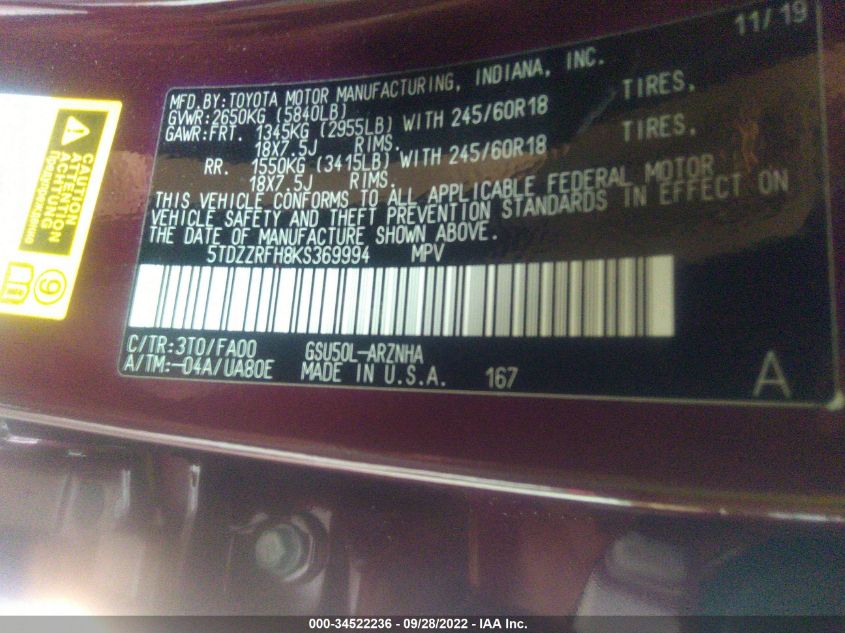 11/19
MFD.BY:TOYOTA MOTOR MANUFACTURING, INDIANA, INC.
GVWR:2650KG (5840LB)
GAWR:FRT. 1345KG (2955LB) WITH 245/60R18 TIRES,
18X7.5J RIMS.
RR. 1550KG (3415LB) WITH 245/60R18 TIRES,
18X7.5J RIMS.
THIS VEHICLE CONFORMS TO ALL APPLICABLE FEDERAL MOTOR
VEHICLE SAFETY AND THEFT PREVENTION STANDARDS IN EFFECT ON
THE DATE OF MANUFACTURE SHOWN ABOVE.
5TDZZRFH8KS369994 MPV
C/TR:3T0/FA00 GSU50L-ARZNHA
A/TM:-04A/UA80E MADE IN U.S.A. 167 A
CAUTION
ATTENTION
ACHTUNG
9
000-34522236 - 09/28/2022 - IAA Inc.